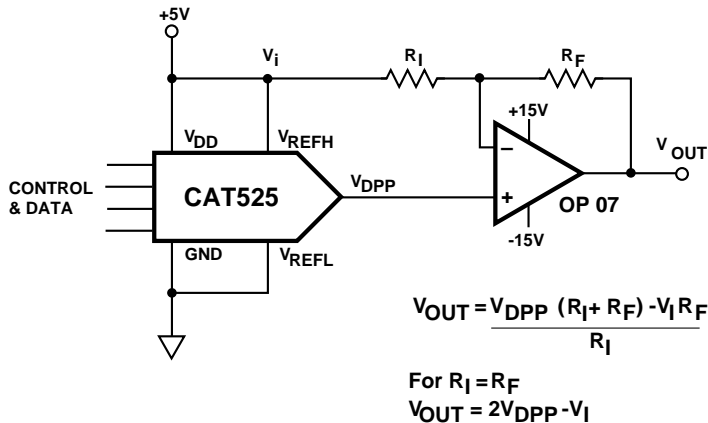 +5V
Vi
RI
RF
+15V
VDD
VREFH
VOUT
CONTROL
& DATA
CAT525
VDPP
–
+
OP 07
GND
VREFL
-15V
VOUT = VDPP (RI + RF) - VI RF
RI
For RI = RF
VOUT = 2VDPP - VI